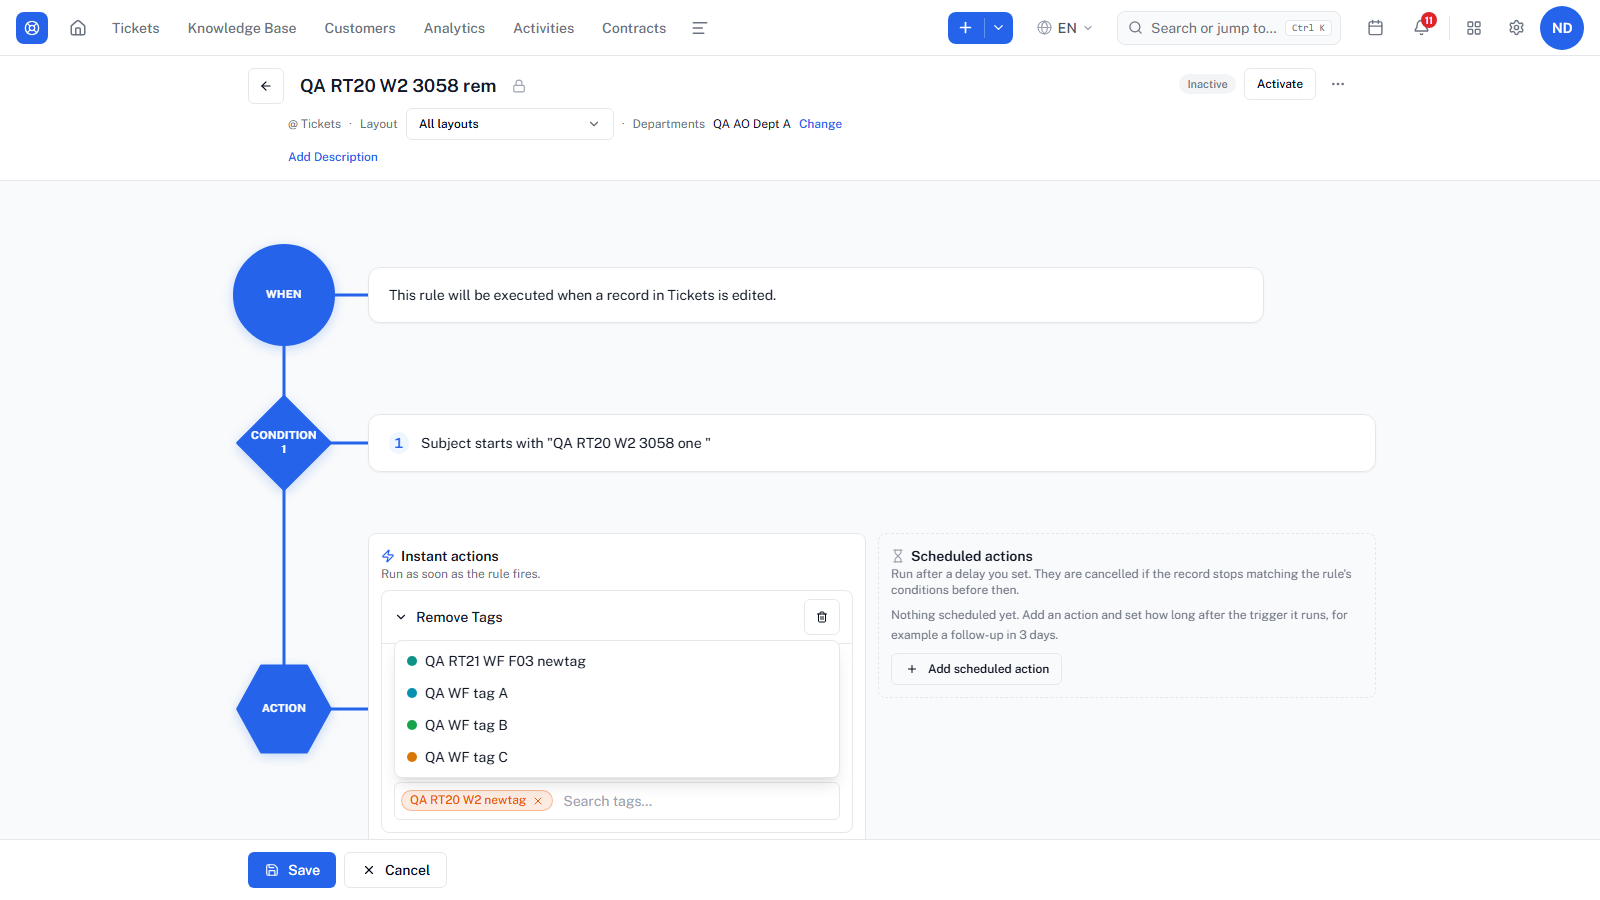 Tickets
Knowledge Base
Customers
Analytics
Activities
Contracts
EN
Search or jump to...
Ctrl K
11
ND
QA RT20 W2 3058 rem
Inactive
Activate
@ Tickets · Layout
All layouts
· Departments QA AO Dept A Change
Add Description
WHEN
This rule will be executed when a record in Tickets is edited.
CONDITION
1
1 Subject starts with "QA RT20 W2 3058 one "
Instant actions
Run as soon as the rule fires.
Remove Tags
QA RT21 WF F03 newtag
QA WF tag A
QA WF tag B
QA WF tag C
QA RT20 W2 newtag
Search tags...
ACTION
Scheduled actions
Run after a delay you set. They are cancelled if the record stops matching the rule's
conditions before then.
Nothing scheduled yet. Add an action and set how long after the trigger it runs, for
example a follow-up in 3 days.
Add scheduled action
Save
Cancel